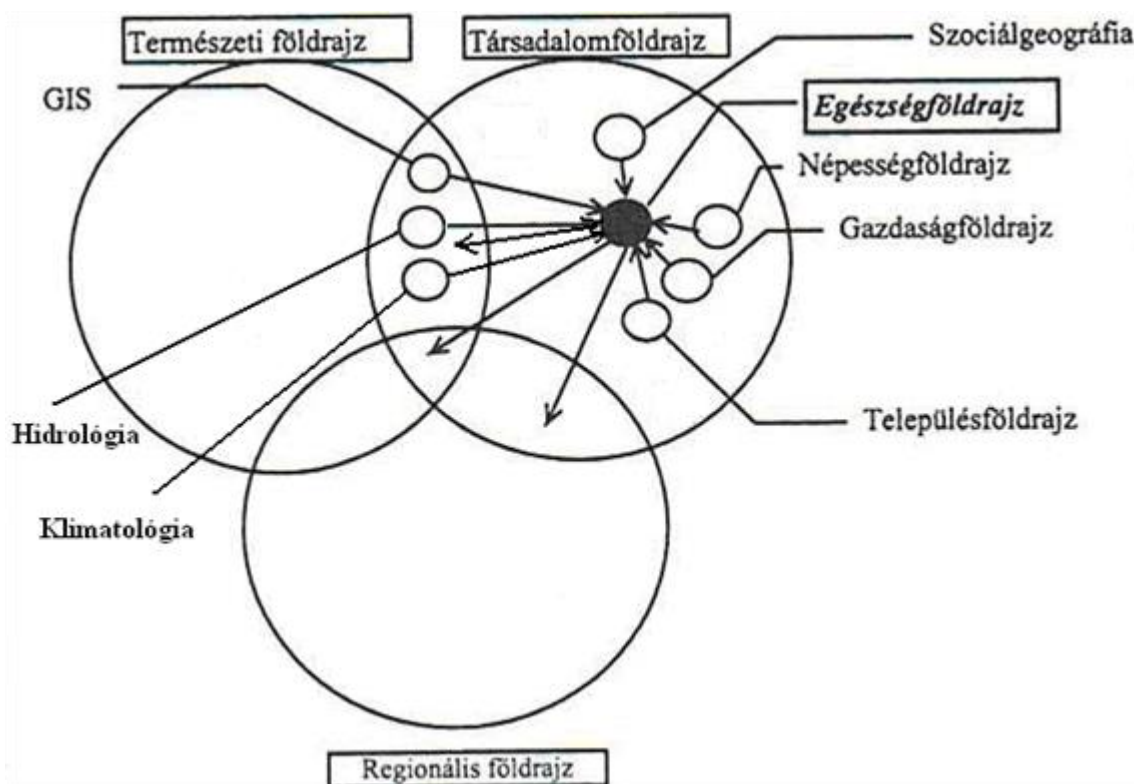 Természeti földrajz
Társadalomföldrajz
Szociálgeográfia
GIS
Egészségföldrajz
Népességföldrajz
Gazdaságföldrajz
Településföldrajz
Hidrológia
Klimatológia
Regionális földrajz